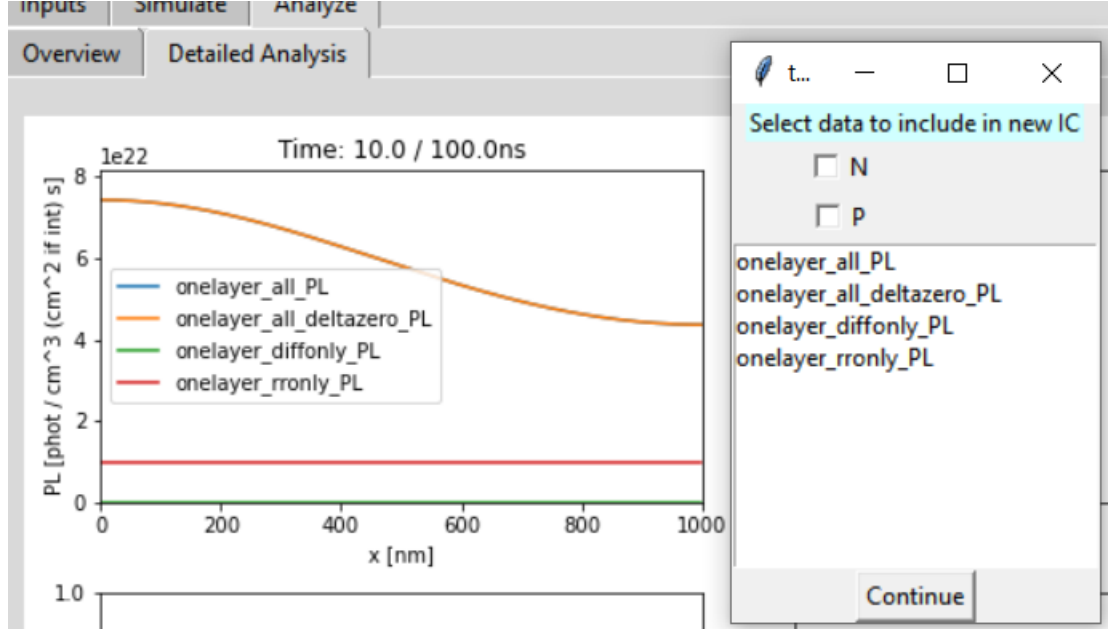 Inputs
Simulate
Analyze
Overview
Detailed Analysis
Time: 10.0 / 100.0ns
1e22
8
6
4
2
0
PL [phot / cm^3 (cm^2 if int) s]
onelayer_all_PL
onelayer_all_deltazero_PL
onelayer_diffonly_PL
onelayer_rronly_PL
0 200 400 600 800 1000
x [nm]
1.0
t...
Select data to include in new IC
N
P
onelayer_all_PL
onelayer_all_deltazero_PL
onelayer_diffonly_PL
onelayer_rronly_PL
Continue